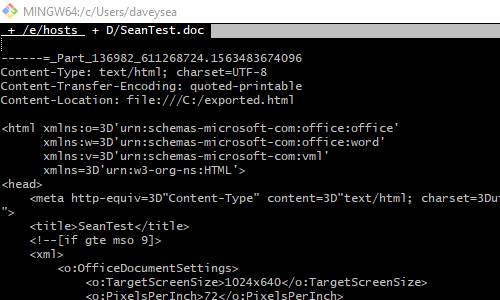 MINGW64:/c/Users/daveysea
+ /e/hosts + D/SeanTest.doc
------=_Part_136982_611268724.1563483674096
Content-Type: text/html; charset=UTF-8
Content-Transfer-Encoding: quoted-printable
Content-Location: file:///C:/exported.html
<html xmlns:o=3D'urn:schemas-microsoft-com:office:office'
xmlns:w=3D'urn:schemas-microsoft-com:office:word'
xmlns:v=3D'urn:schemas-microsoft-com:vml'
xmlns=3D'urn:w3-org-ns:HTML'>
<head>
<meta http-equiv=3D"Content-Type" content=3D"text/html; charset=3Dut
">
<title>SeanTest</title>
<!--[if gte mso 9]>
<xml>
<o:OfficeDocumentSettings>
<o:TargetScreenSize>1024x640</o:TargetScreenSize>
<o:PixelsPerInch>72</o:PixelsPerInch>